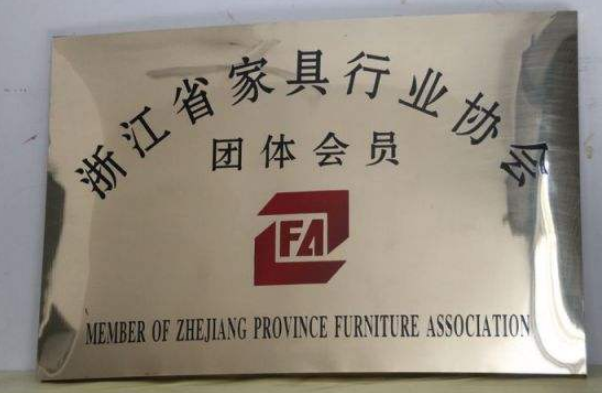 浙江省家具行业协会
团体会员
FA
MEMBER OF ZHEJIANG PROVINCE FURNITURE ASSOCIATION